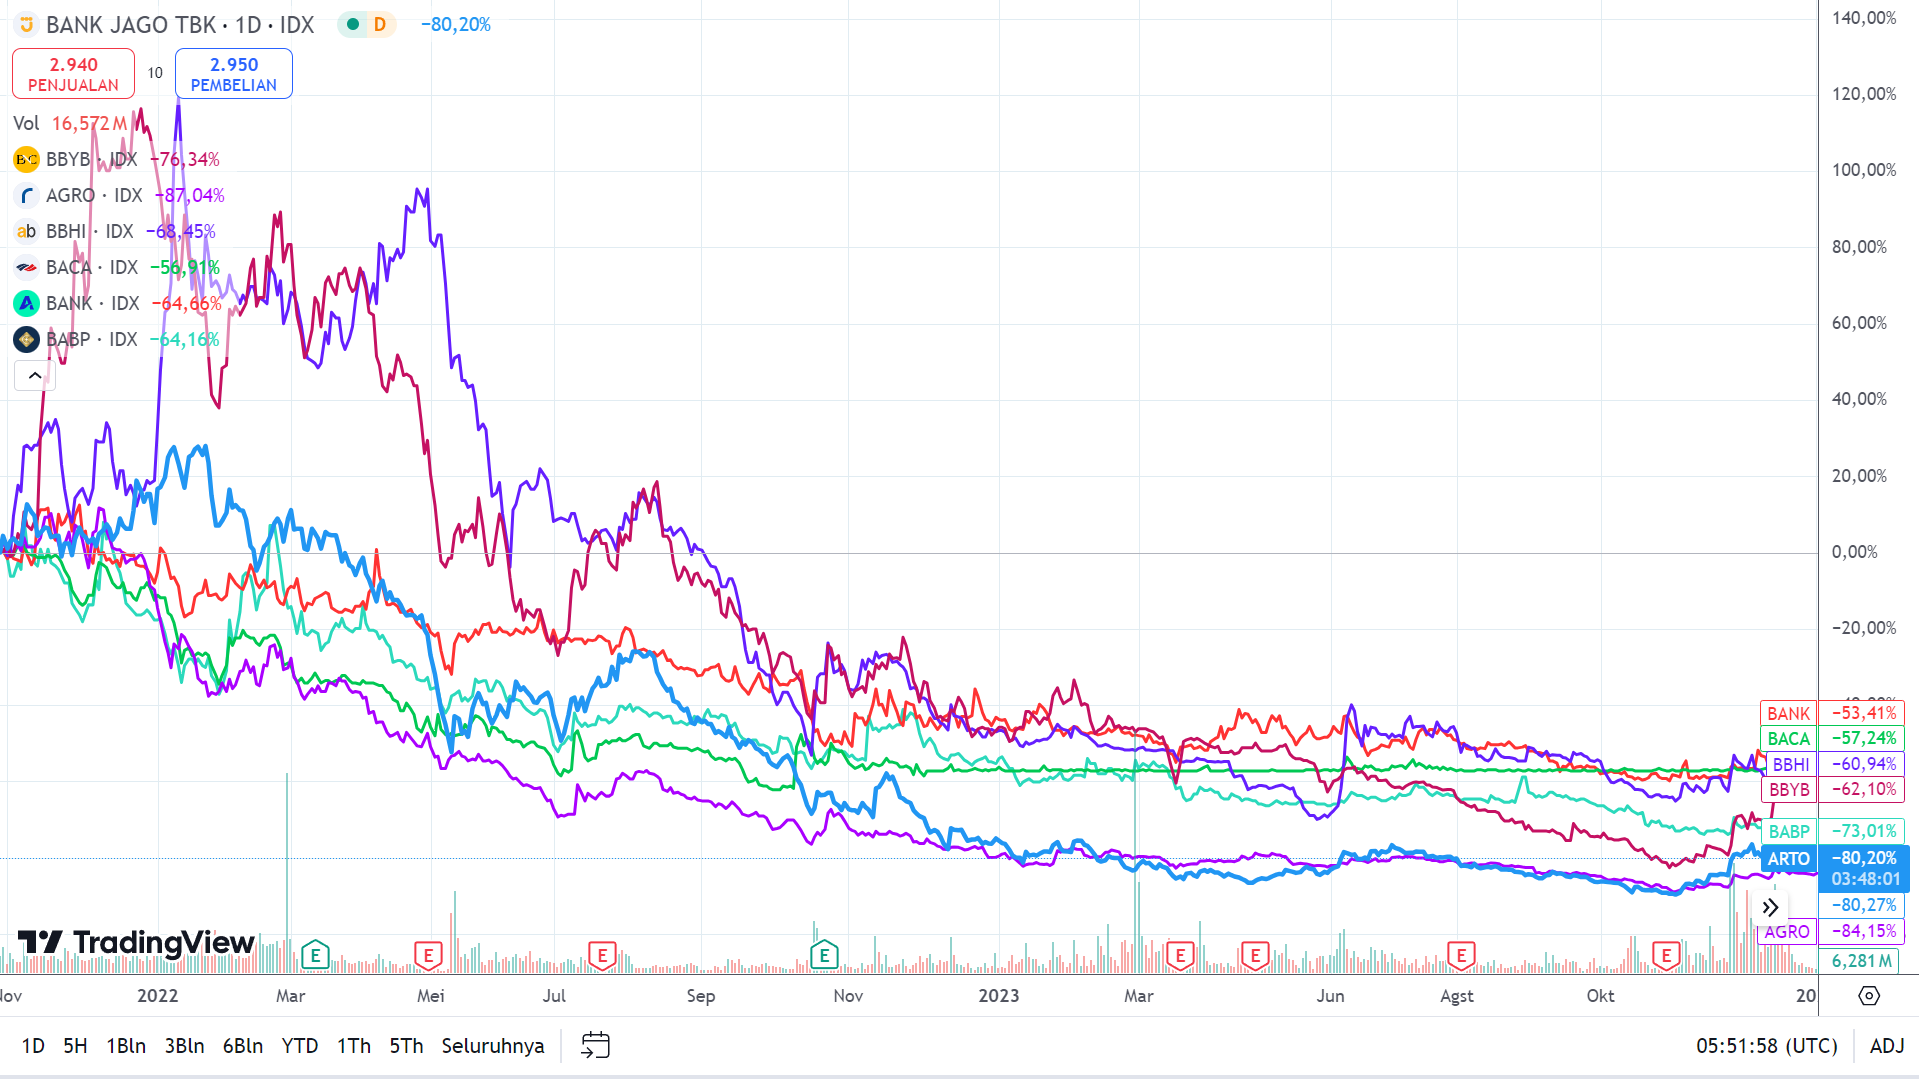 BANK JAGO TBK · 1D · IDX D −80,20%
2.940 PENJUALAN
10
2.950 PEMBELIAN
Vol 16,572 M
BBYB · IDX −76,34%
AGRO · IDX −87,04%
BBHI · IDX −68,45%
BACA · IDX −56,91%
BANK · IDX −64,66%
BABP · IDX −64,16%
140,00%
120,00%
100,00%
80,00%
60,00%
40,00%
20,00%
0,00%
−20,00%
BANK −53,41%
BACA −57,24%
BBHI −60,94%
BBYB −62,10%
BABP −73,01%
ARTO −80,20%
03:48:01
−80,27%
AGRO −84,15%
6,281 M
TradingView
E E E E E E E E
Nov 2022 Mar Mei Jul Sep Nov 2023 Mar Jun Agst Okt 20
1D 5H 1Bln 3Bln 6Bln YTD 1Th 5Th Seluruhnya
05:51:58 (UTC) ADJ